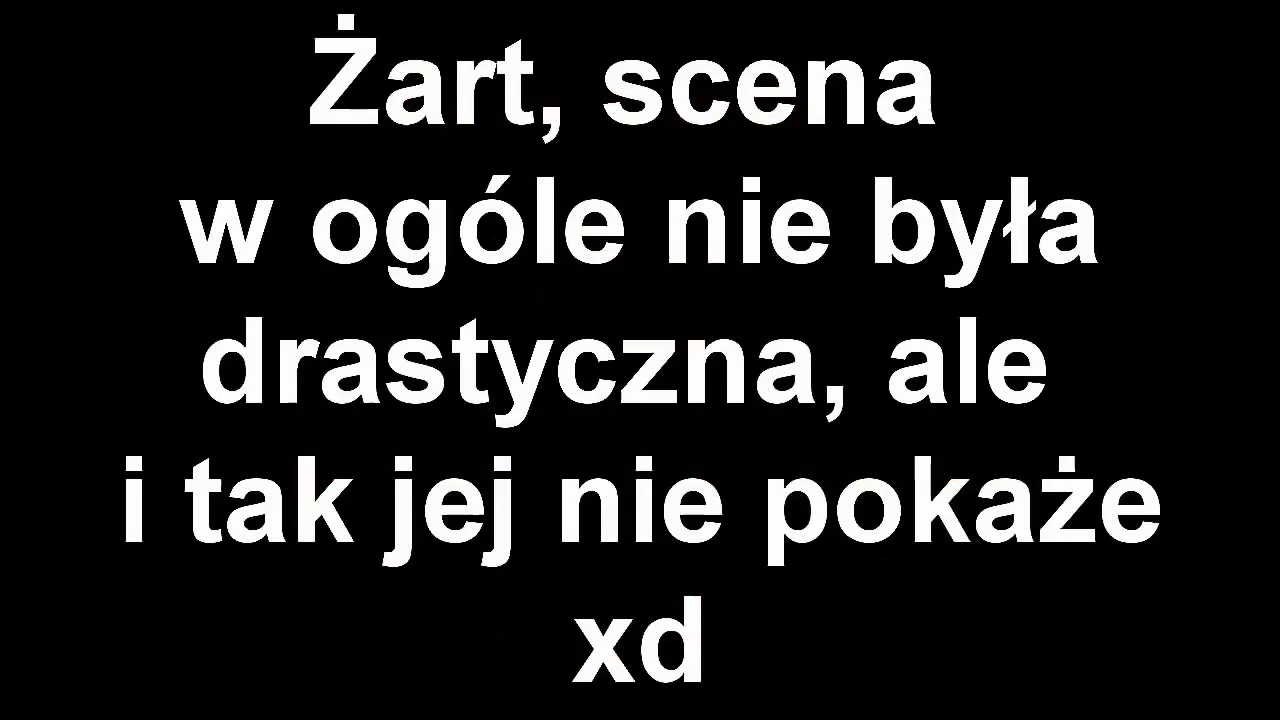 Żart, scena
w ogóle nie była
drastyczna, ale
i tak jej nie pokaże
xd